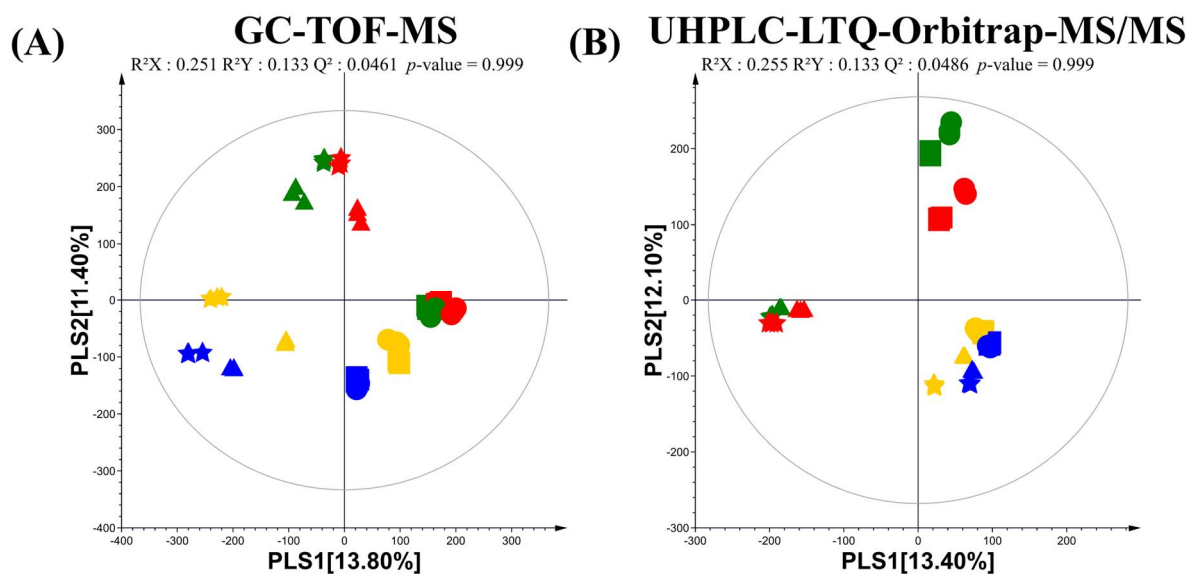 (A)
GC-TOF-MS
R²X : 0.251 R²Y : 0.133 Q² : 0.0461 p-value = 0.999
300
200
100
0
-100
-200
-300
-400
PLS2[11.40%]
-400 -300 -200 -100 0 100 200 300
PLS1[13.80%]
(B)
UHPLC-LTQ-Orbitrap-MS/MS
R²X : 0.255 R²Y : 0.133 Q² : 0.0486 p-value = 0.999
200
100
0
-100
-200
-300
PLS2[12.10%]
-300 -200 -100 0 100 200
PLS1[13.40%]